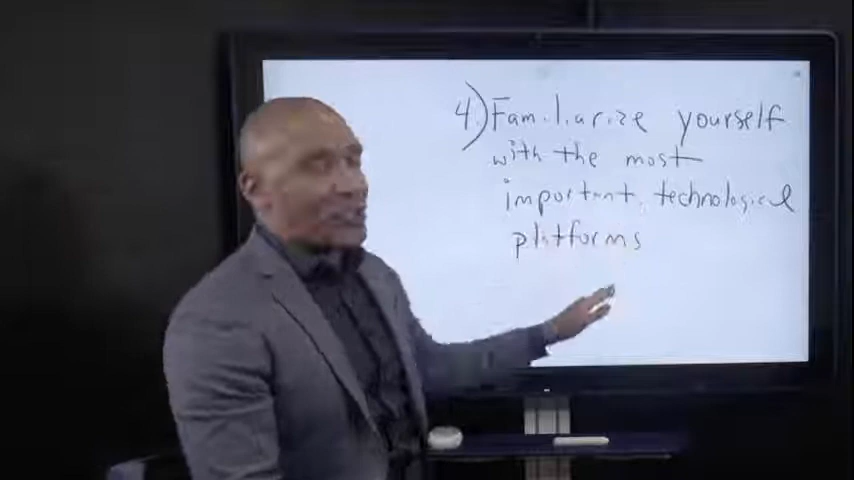 4.) Familiarize yourself
with the most
important technological
platforms